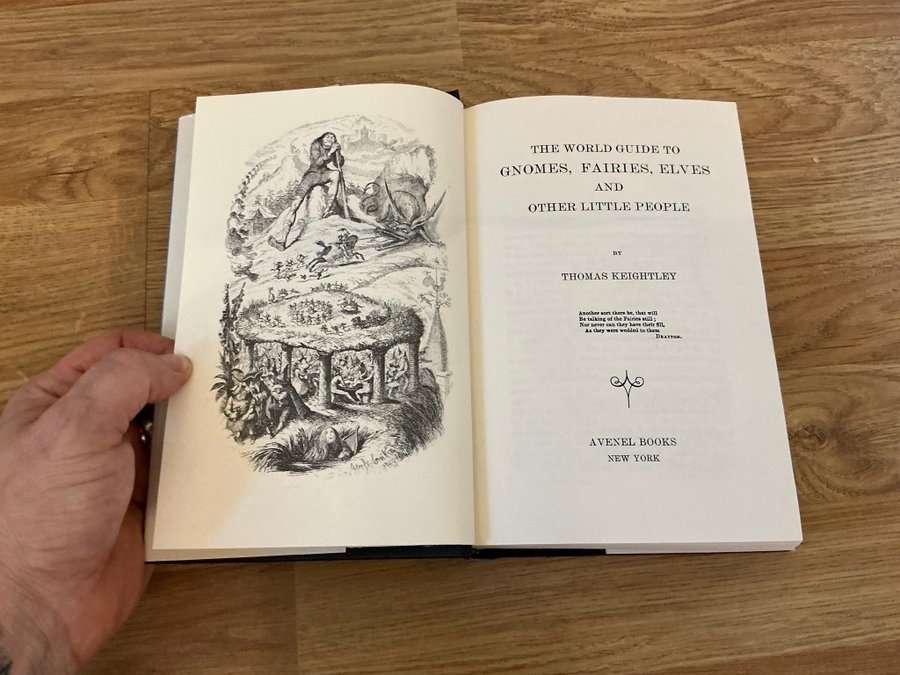 THE WORLD GUIDE TO
GNOMES, FAIRIES, ELVES
AND
OTHER LITTLE PEOPLE
BY
THOMAS KEIGHTLEY
Another sort there be, that will
Be talking of the Fairies still;
Nor never can they have their fill,
As they were wedded to them
DRAYTON.
AVENEL BOOKS
NEW YORK